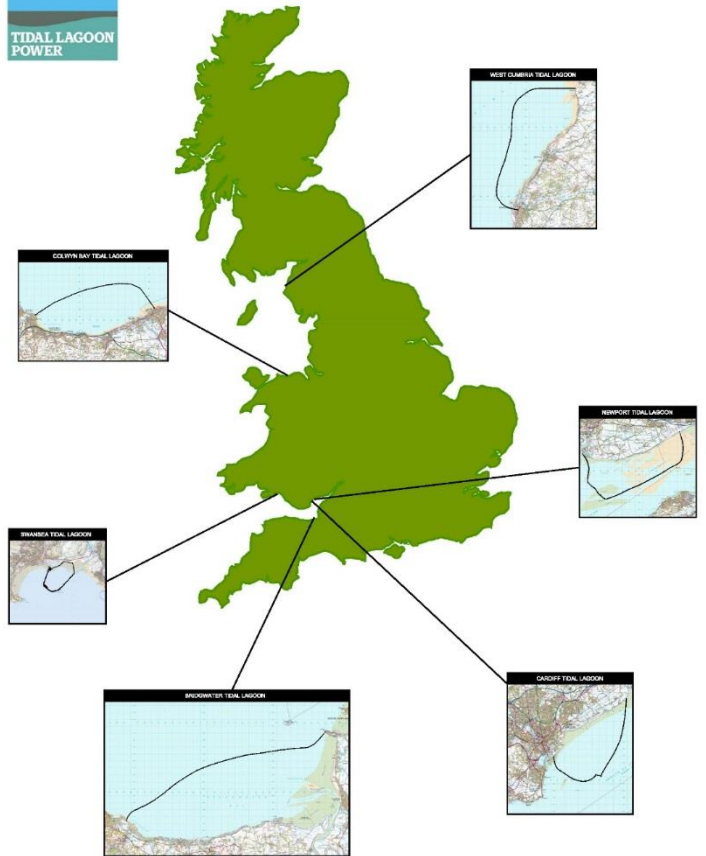 TIDAL LAGOON
POWER
WEST CUMBRIA TIDAL LAGOON
COLWYN BAY TIDAL LAGOON
NEWPORT TIDAL LAGOON
SWANSEA TIDAL LAGOON
CARDIFF TIDAL LAGOON
BRIDGWATER TIDAL LAGOON